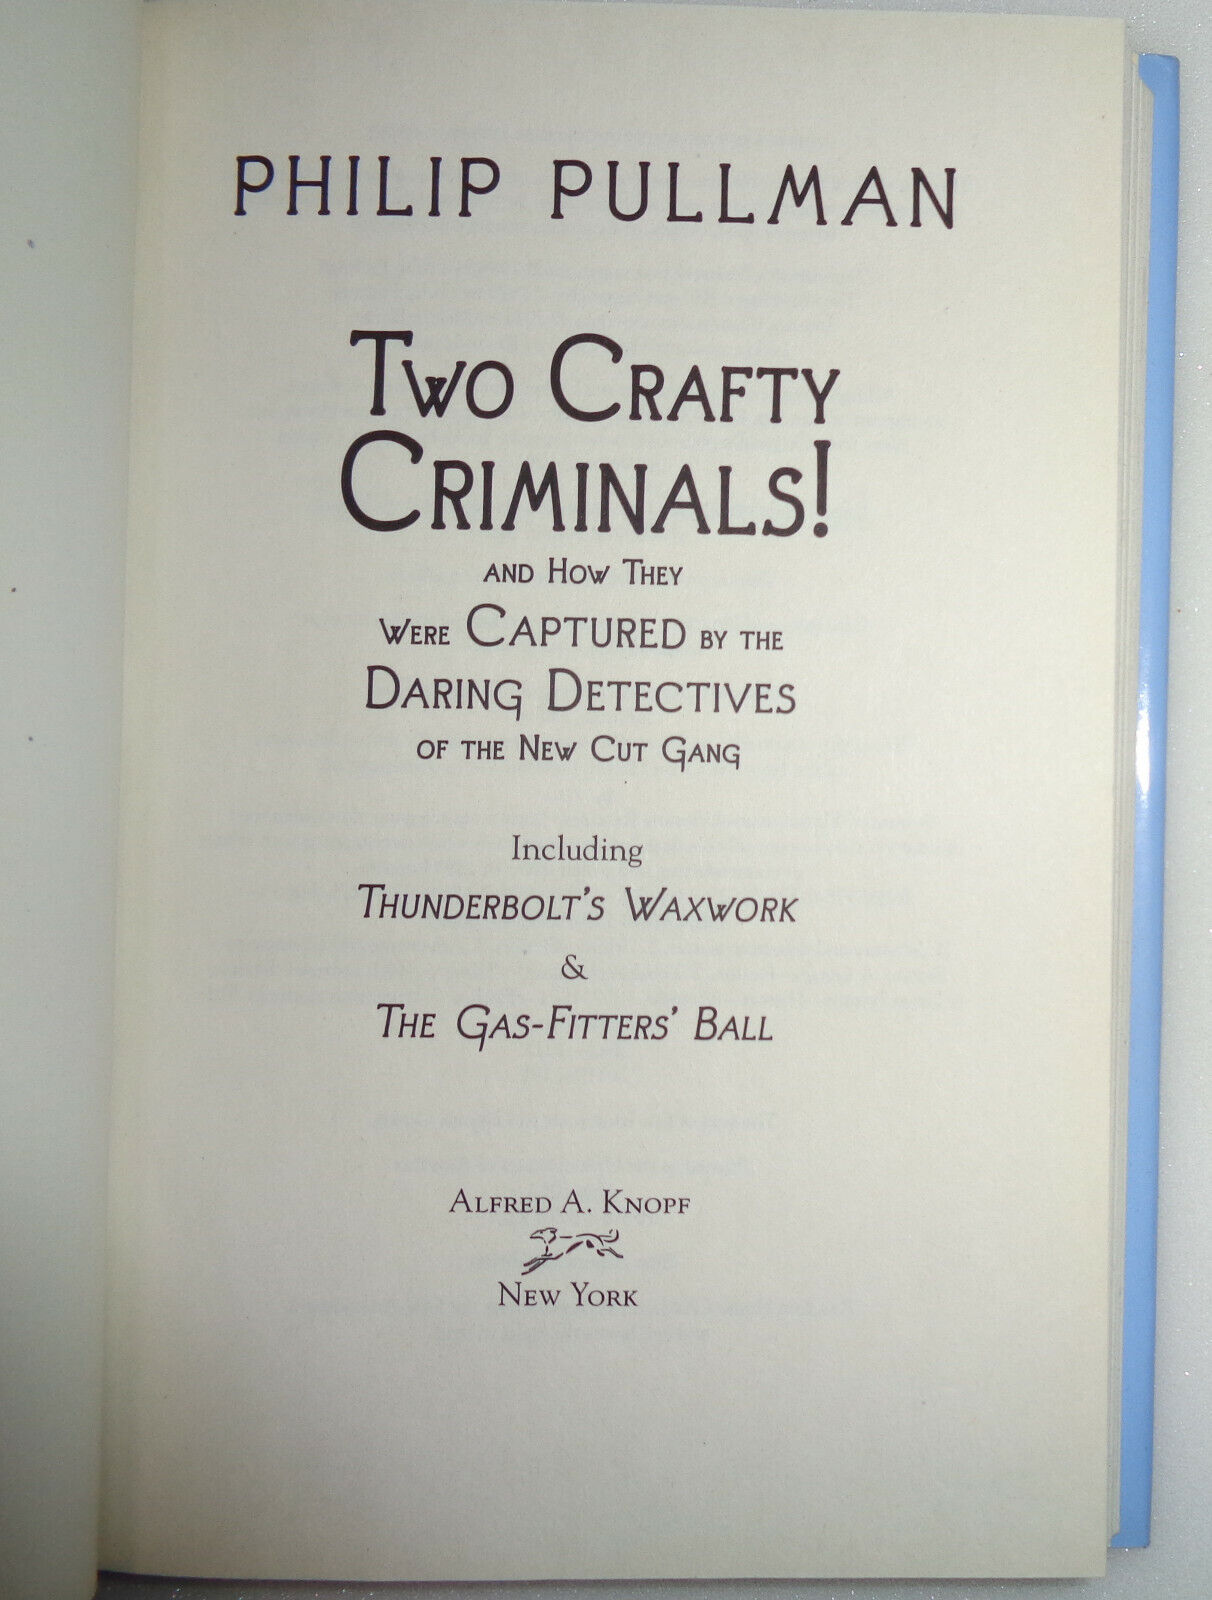 PHILIP PULLMAN
TWO CRAFTY
CRIMINALS!
AND HOW THEY
WERE CAPTURED BY THE
DARING DETECTIVES
OF THE NEW CUT GANG
Including
THUNDERBOLT'S WAXWORK
&
THE GAS-FITTERS' BALL
ALFRED A. KNOPF
NEW YORK